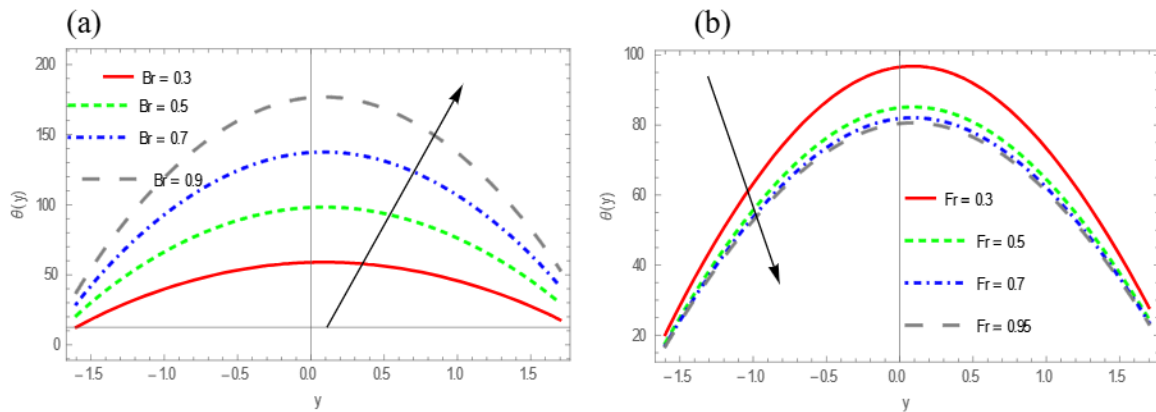 (a)
200
150
100
50
0
θ(y)
Br = 0.3
Br = 0.5
Br = 0.7
Br = 0.9
−1.5 −1.0 −0.5 0.0 0.5 1.0 1.5
y
(b)
100
80
60
40
20
θ(y)
Fr = 0.3
Fr = 0.5
Fr = 0.7
Fr = 0.95
−1.5 −1.0 −0.5 0.0 0.5 1.0 1.5
y